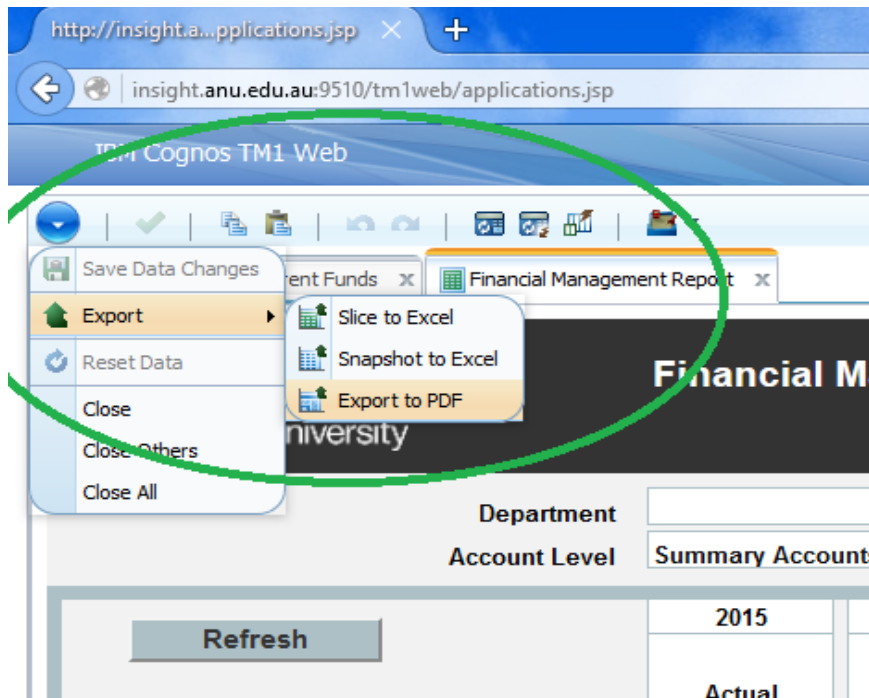 http://insight.a...pplications.jsp
insight.anu.edu.au:9510/tm1web/applications.jsp
IBM Cognos TM1 Web
Save Data Changes
ent Funds x
Financial Management Report x
Export
Slice to Excel
Reset Data
Snapshot to Excel
Financial M
Close
Export to PDF
niversity
Close Others
Close All
Department
Account Level
Summary Accounts
Refresh
2015
Actual